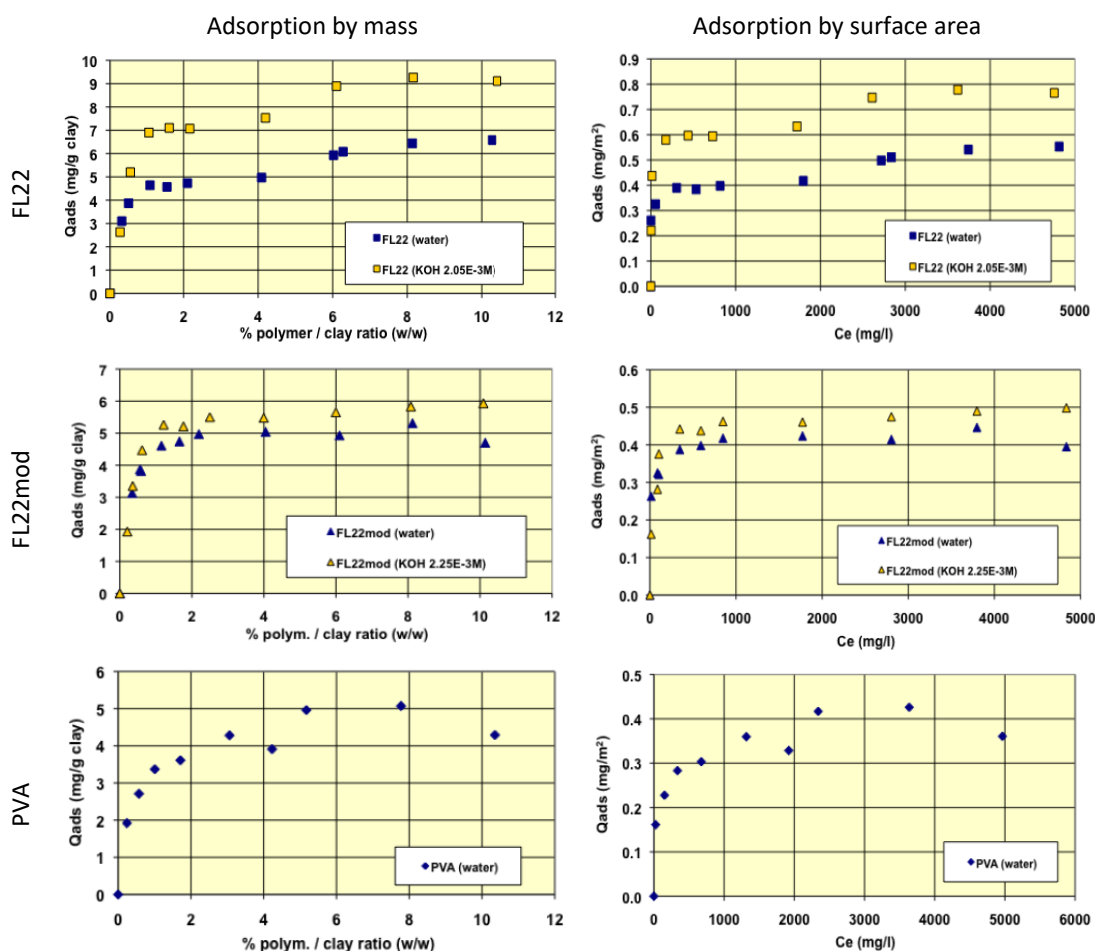 Adsorption by mass
Adsorption by surface area
FL22
Qads (mg/g clay)
10
9
8
7
6
5
4
3
2
1
0
FL22 (water)
FL22 (KOH 2.05E-3M)
0 2 4 6 8 10 12
% polymer / clay ratio (w/w)
Qads (mg/m²)
0.9
0.8
0.7
0.6
0.5
0.4
0.3
0.2
0.1
0.0
FL22 (water)
FL22 (KOH 2.05E-3M)
0 1000 2000 3000 4000 5000
Ce (mg/l)
FL22mod
Qads (mg/g clay)
7
6
5
4
3
2
1
0
FL22mod (water)
FL22mod (KOH 2.25E-3M)
0 2 4 6 8 10 12
% polym. / clay ratio (w/w)
Qads (mg/m²)
0.6
0.5
0.4
0.3
0.2
0.1
0.0
FL22mod (water)
FL22mod (KOH 2.25E-3M)
0 1000 2000 3000 4000 5000
Ce (mg/l)
PVA
Qads (mg/g clay)
6
5
4
3
2
1
0
PVA (water)
0 2 4 6 8 10 12
% polym. / clay ratio (w/w)
Qads (mg/m²)
0.5
0.4
0.3
0.2
0.1
0.0
PVA (water)
0 1000 2000 3000 4000 5000 6000
Ce (mg/l)